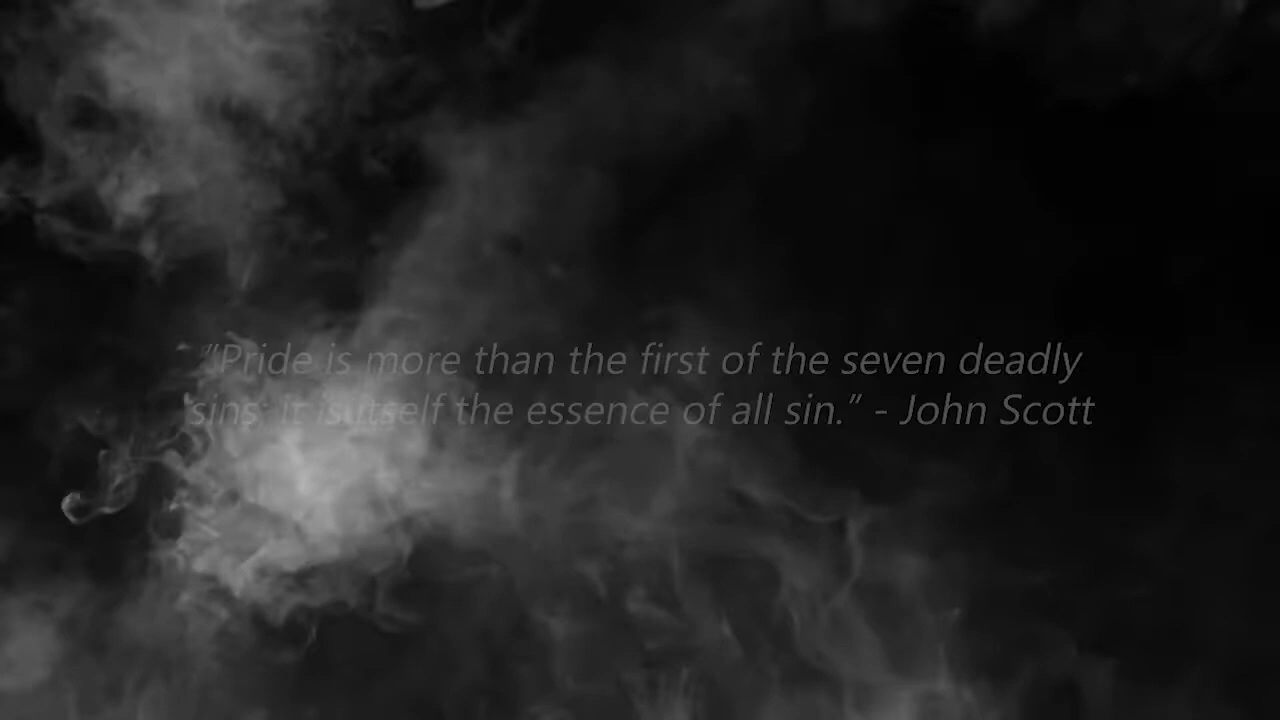 "Pride is more than the first of the seven deadly
sins; it is itself the essence of all sin." - John Scott